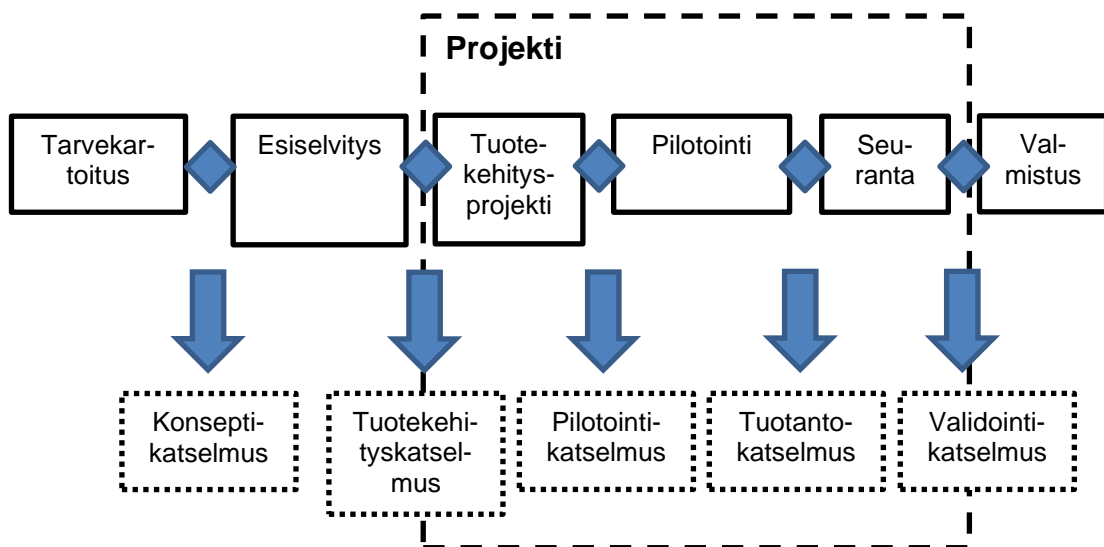 Projekti
Tarvekar-
toitus
Esiselvitys
Tuote-
kehitys-
projekti
Pilotointi
Seu-
ranta
Val-
mistus
Konsepti-
katselmus
Tuotekehi-
tyskatsel-
mus
Pilotointi-
katselmus
Tuotanto-
katselmus
Validointi-
katselmus